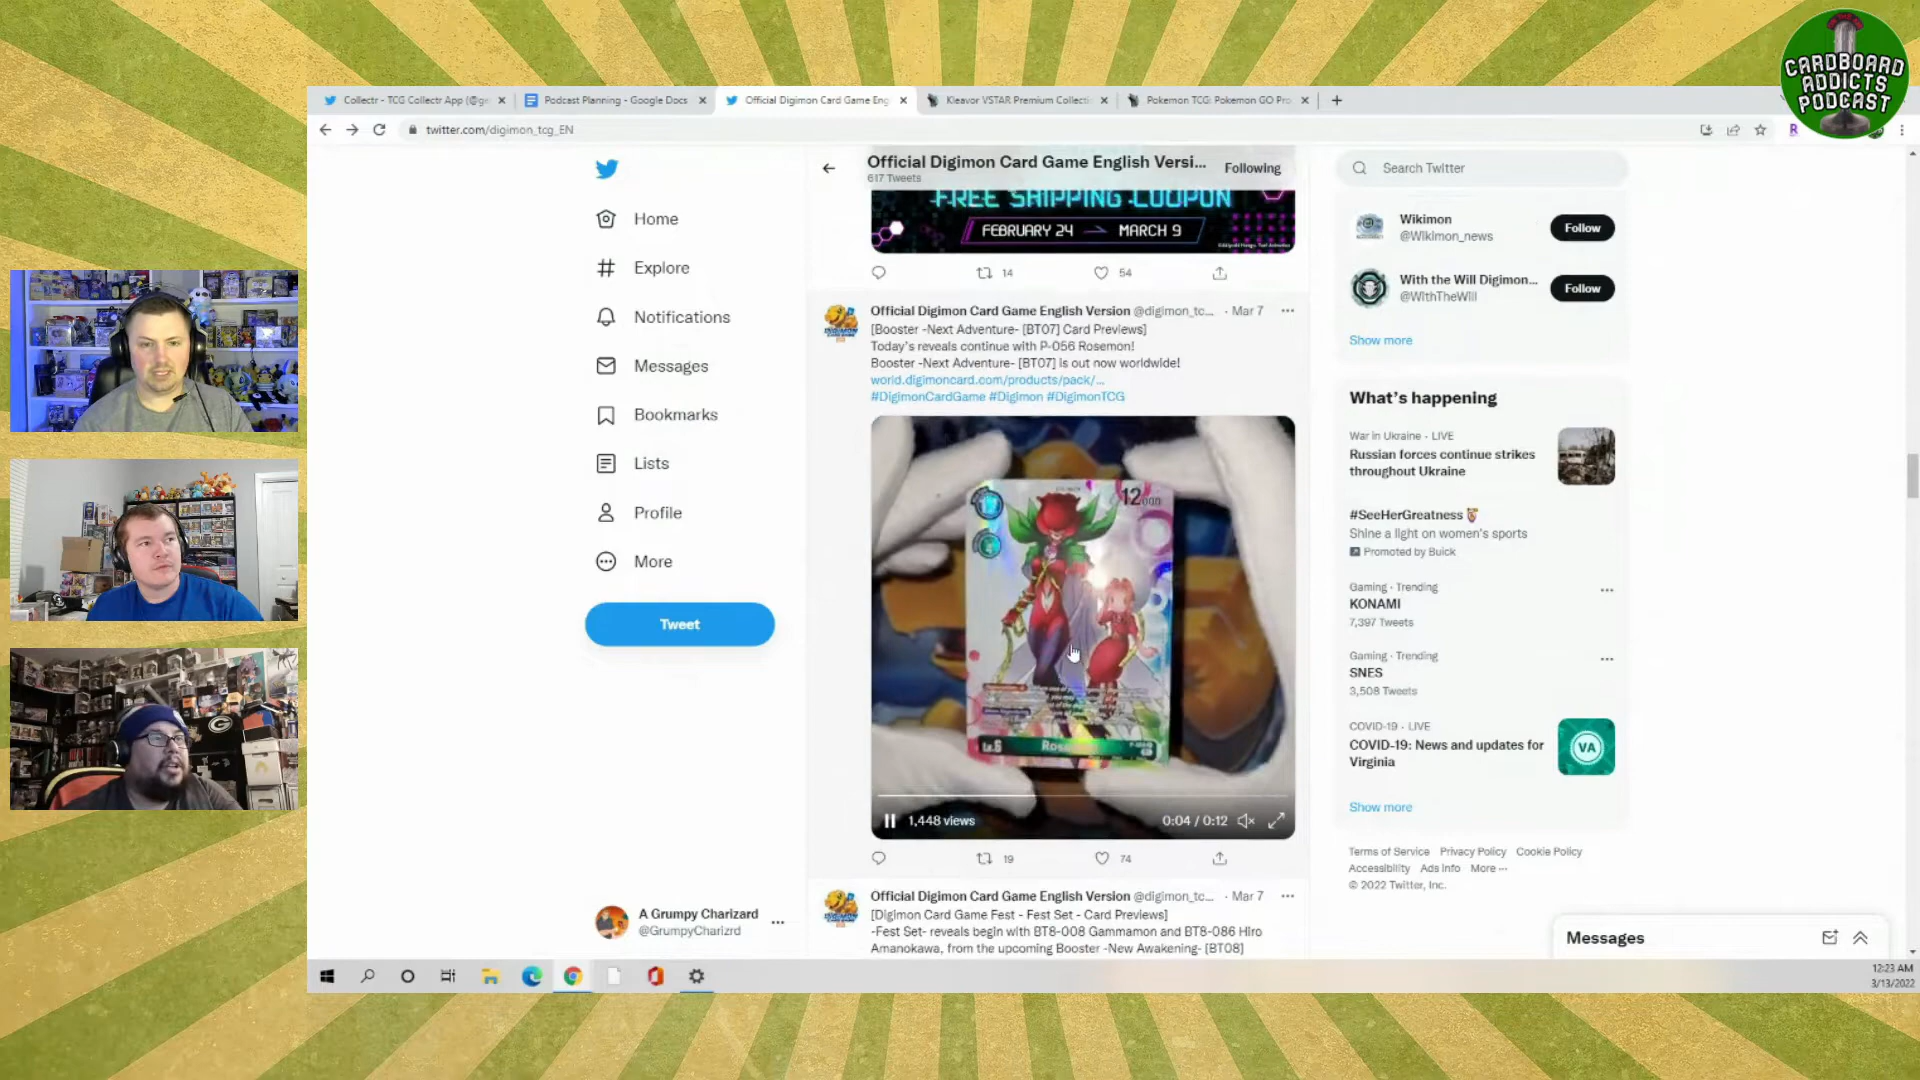 ON THIS AIR
CARDBOARD
ADDICTS
PODCAST
Collectr - TCG Collectr App (@ge
Podcast Planning - Google Docs
Official Digimon Card Game Eng
Kleavor VSTAR Premium Collecti
Pokemon TCG: Pokemon GO Pro
twitter.com/digimon_tcg_EN
Home
Explore
Notifications
Messages
Bookmarks
Lists
Profile
More
Tweet
A Grumpy Charizard
@GrumpyCharizrd
Official Digimon Card Game English Versi...
617 Tweets
Following
FREE SHIPPING COUPON
FEBRUARY 24
MARCH 9
14
54
Official Digimon Card Game English Version @digimon_tc... · Mar 7
[Booster -Next Adventure- [BT07] Card Previews]
Today's reveals continue with P-056 Rosemon!
Booster -Next Adventure- [BT07] is out now worldwide!
world.digimoncard.com/products/pack/...
#DigimonCardGame #Digimon #DigimonTCG
12000
Lv.6
1,448 views
0:04 / 0:12
19
74
Official Digimon Card Game English Version @digimon_tc... · Mar 7
[Digimon Card Game Fest - Fest Set - Card Previews]
-Fest Set- reveals begin with BT8-008 Gammamon and BT8-086 Hiro
Amanokawa, from the upcoming Booster -New Awakening- [BT08]
Search Twitter
Wikimon
@Wikimon_news
Follow
With the Will Digimon...
@WithTheWill
Follow
Show more
What's happening
War in Ukraine · LIVE
Russian forces continue strikes
throughout Ukraine
#SeeHerGreatness
Shine a light on women's sports
Promoted by Buick
Gaming · Trending
KONAMI
7,397 Tweets
Gaming · Trending
SNES
3,508 Tweets
COVID-19 · LIVE
COVID-19: News and updates for
Virginia
VA
Show more
Terms of Service Privacy Policy Cookie Policy
Accessibility Ads info More ···
© 2022 Twitter, Inc.
Messages
12:23 AM
3/13/2022